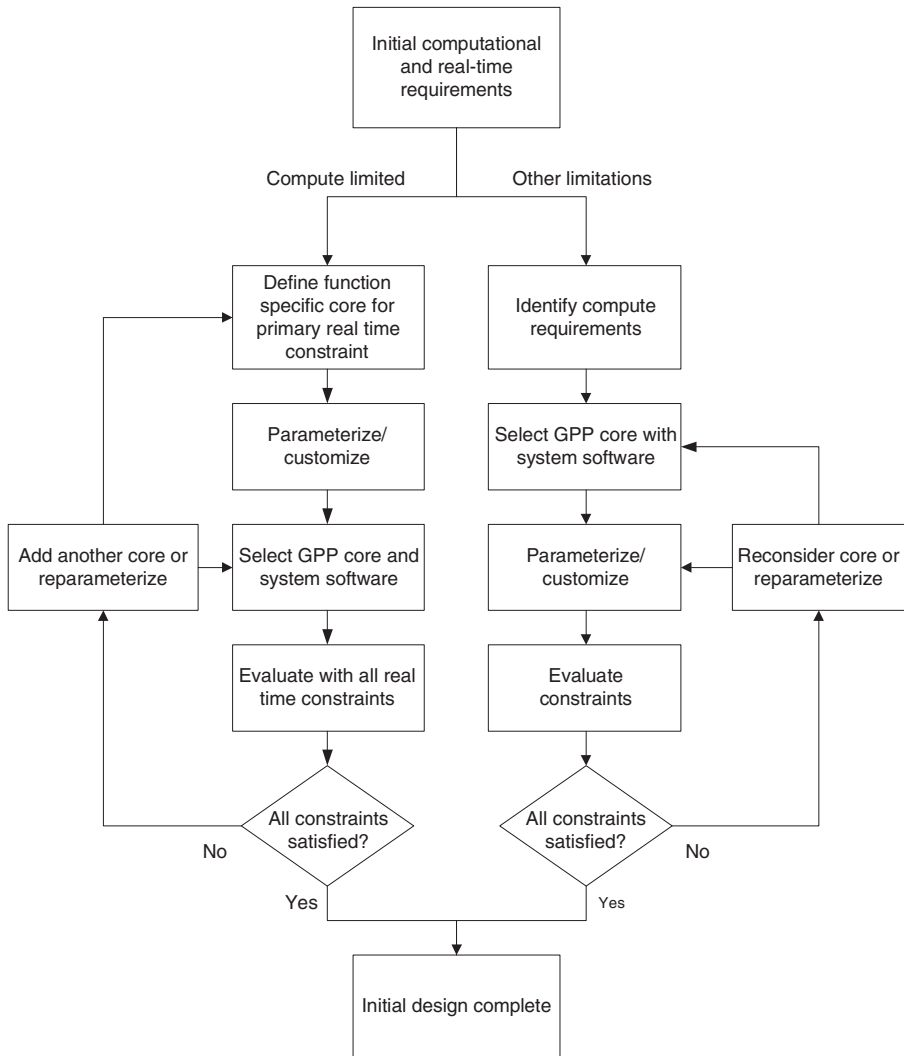 Initial computational
and real-time
requirements
Compute limited
Other limitations
Define function
specific core for
primary real time
constraint
Identify compute
requirements
Parameterize/
customize
Select GPP core with
system software
Add another core or
reparameterize
Select GPP core and
system software
Parameterize/
customize
Reconsider core or
reparameterize
Evaluate with all real
time constraints
Evaluate
constraints
All constraints
satisfied?
All constraints
satisfied?
No
No
Yes
Yes
Initial design complete